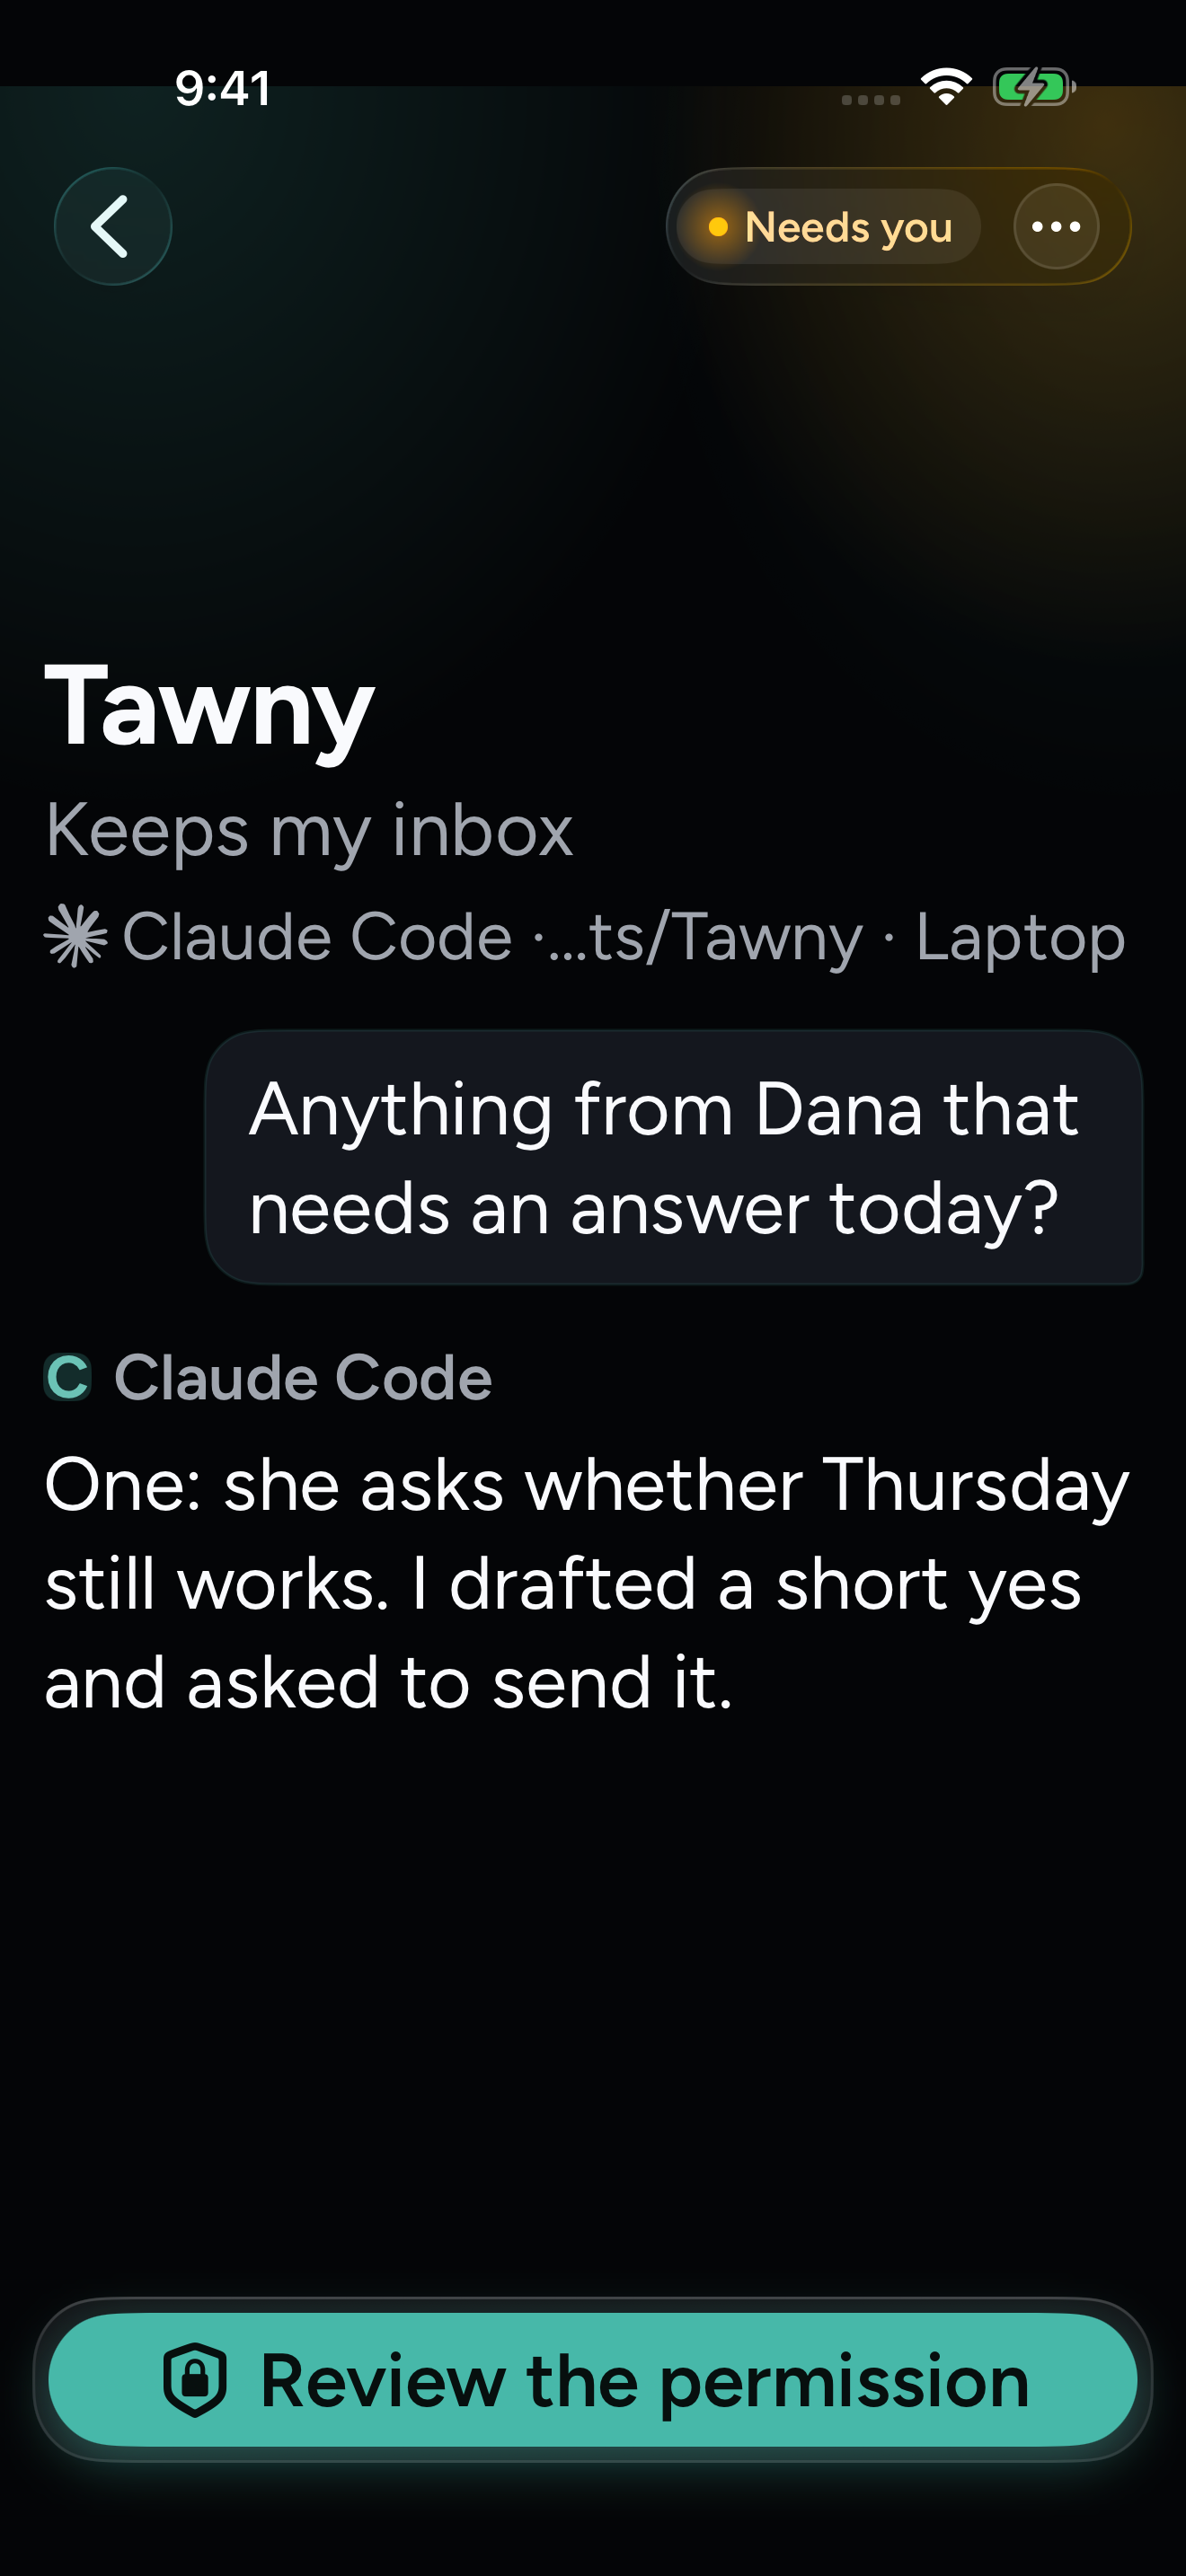 9:41
Needs you
Tawny
Keeps my inbox
Claude Code ·...ts/Tawny · Laptop
Anything from Dana that
needs an answer today?
C Claude Code
One: she asks whether Thursday
still works. I drafted a short yes
and asked to send it.
Review the permission